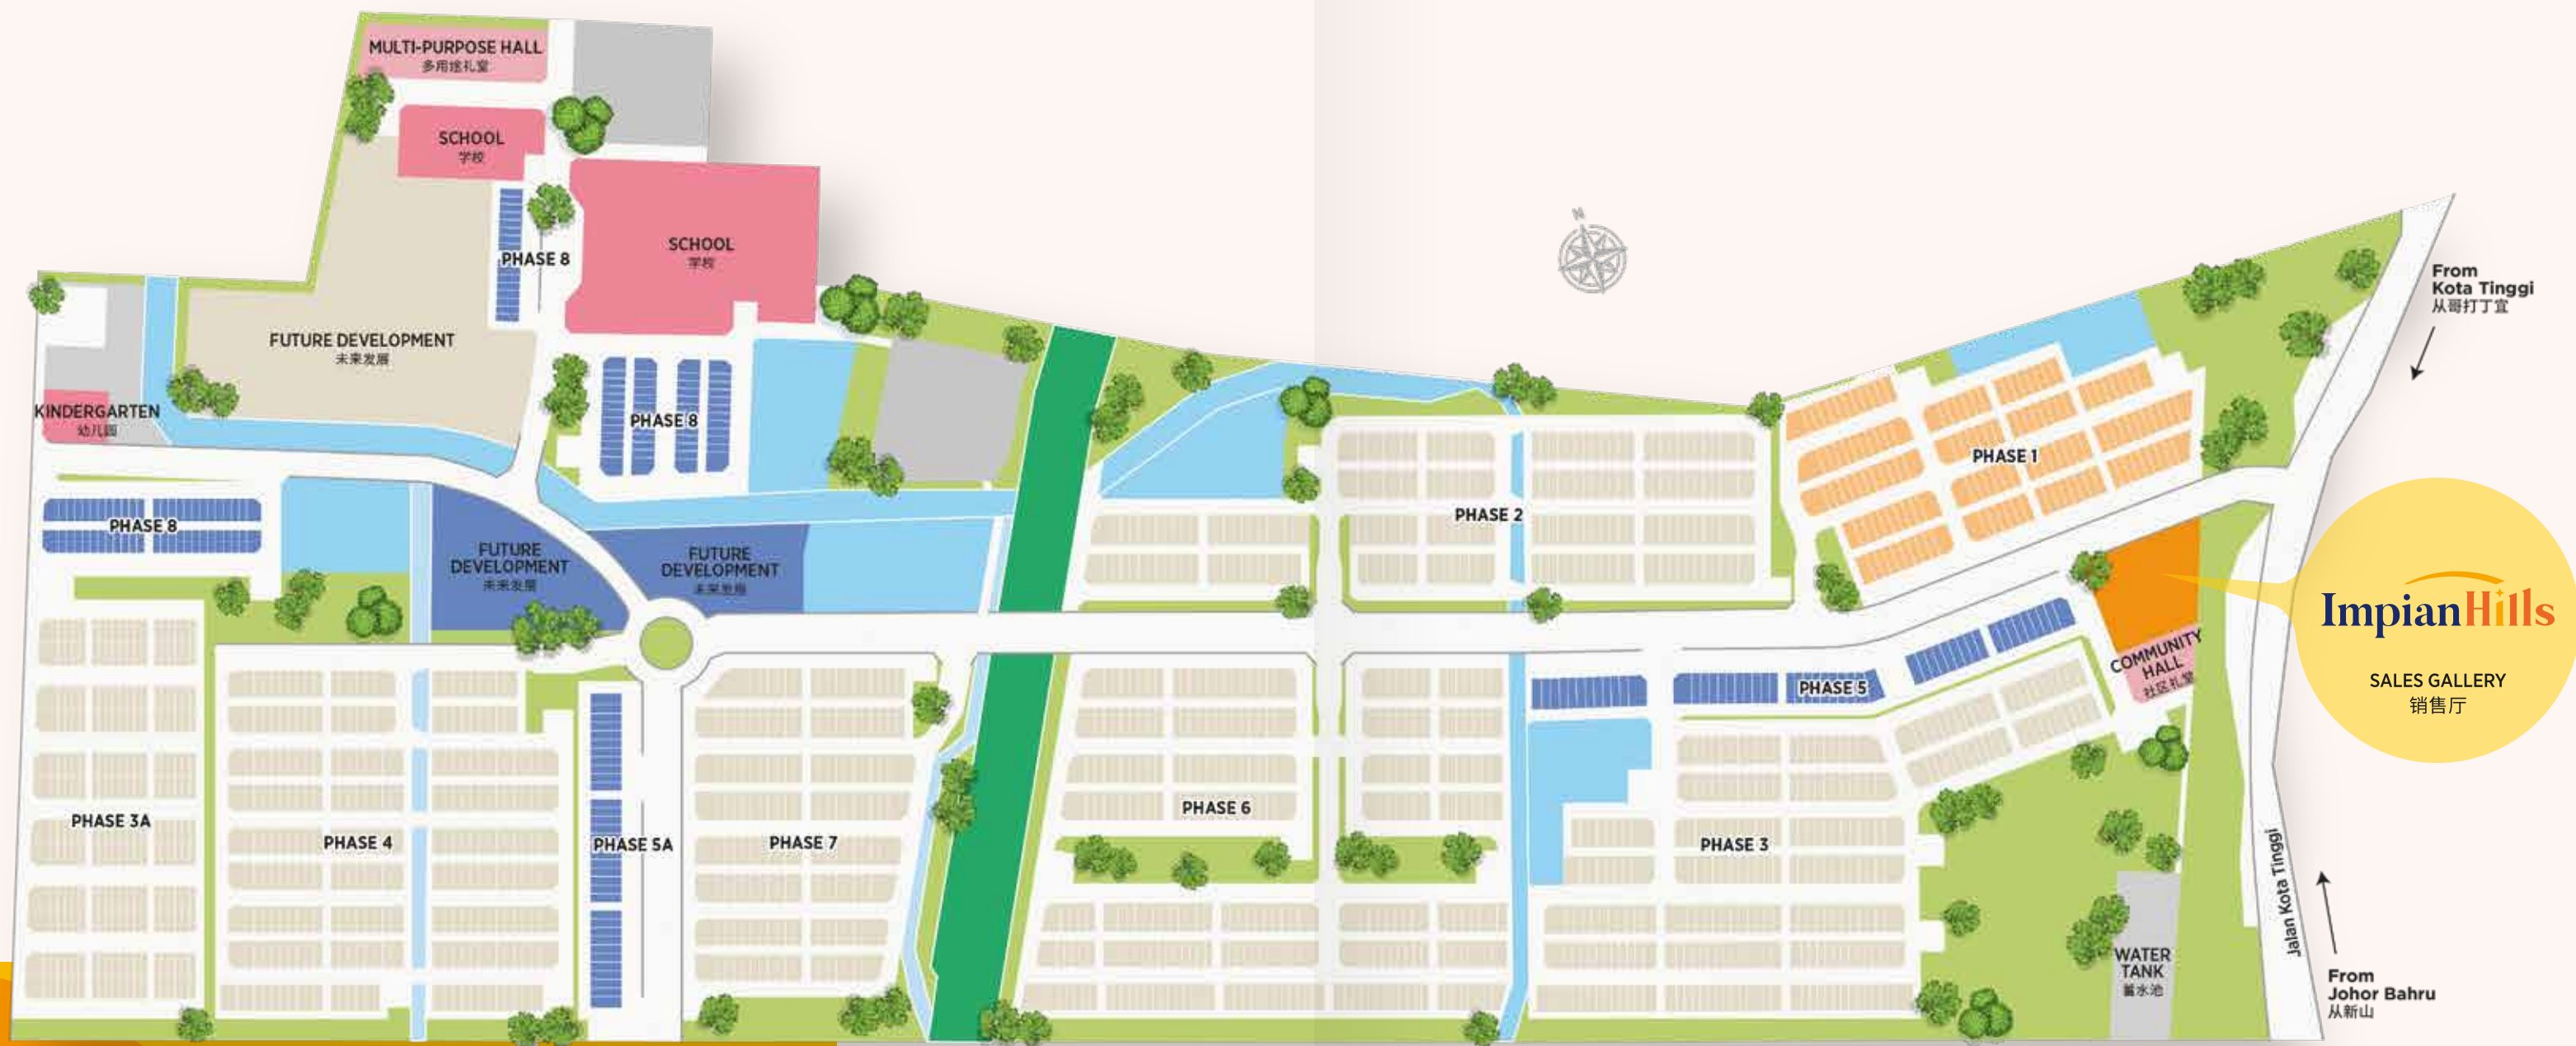 MULTI-PURPOSE HALL
多用途礼堂
SCHOOL
学校
PHASE 8
SCHOOL
学校
FUTURE DEVELOPMENT
未来发展
KINDERGARTEN
幼儿园
PHASE 8
PHASE 8
FUTURE
DEVELOPMENT
未来发展
FUTURE
DEVELOPMENT
未来发展
N
From
Kota Tinggi
从哥打丁宜
PHASE 1
PHASE 2
ImpianHills
SALES GALLERY
销售厅
COMMUNITY
HALL
社区礼堂
PHASE 5
PHASE 3A
PHASE 4
PHASE 5A
PHASE 7
PHASE 6
PHASE 3
Jalan Kota Tinggi
WATER
TANK
蓄水池
From
Johor Bahru
从新山